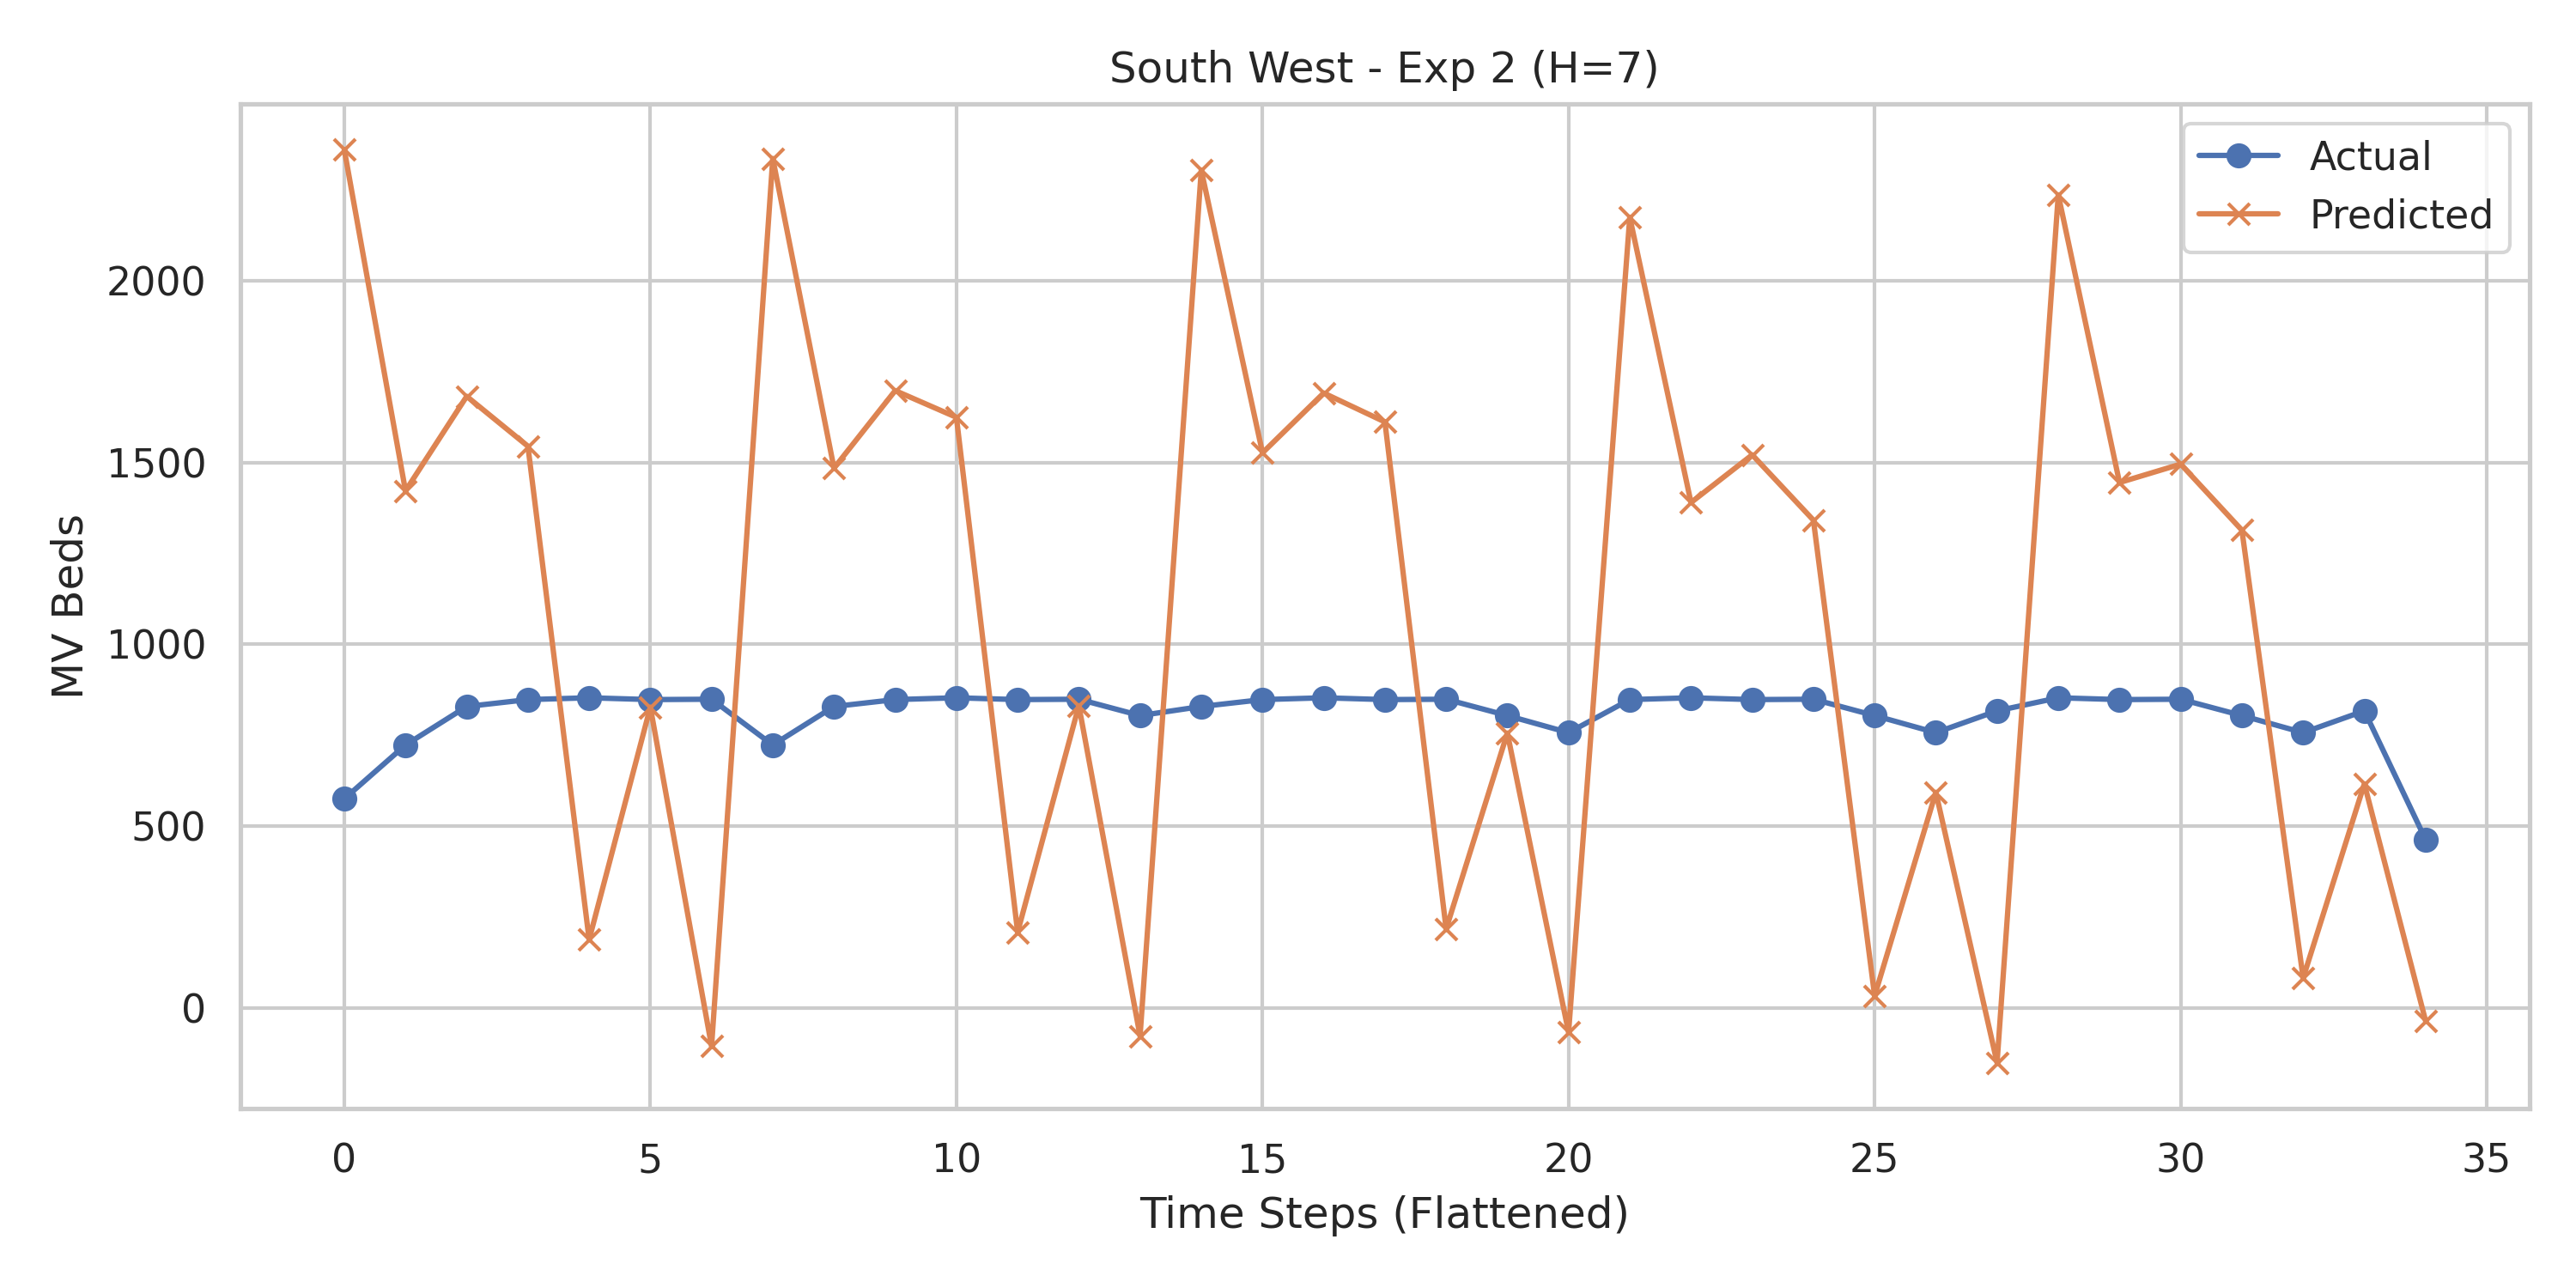 South West - Exp 2 (H=7)
Actual
Predicted
MV Beds
2000
1500
1000
500
0
0 5 10 15 20 25 30 35
Time Steps (Flattened)